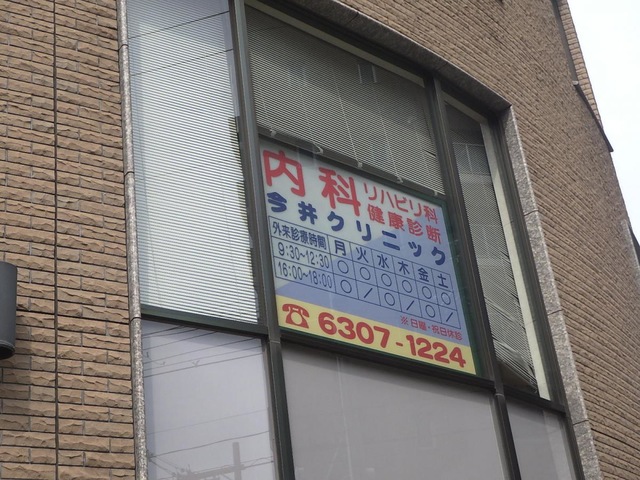 内科 リハビリ科
健康診断
今井クリニック
外来診療時間 月 火 水 木 金 土
9:30~12:30 ○ ○ ○ ○ ○ ○
16:00~18:00 ○ / ○ / ○ /
※日曜・祝日休診
☎ 6307-1224